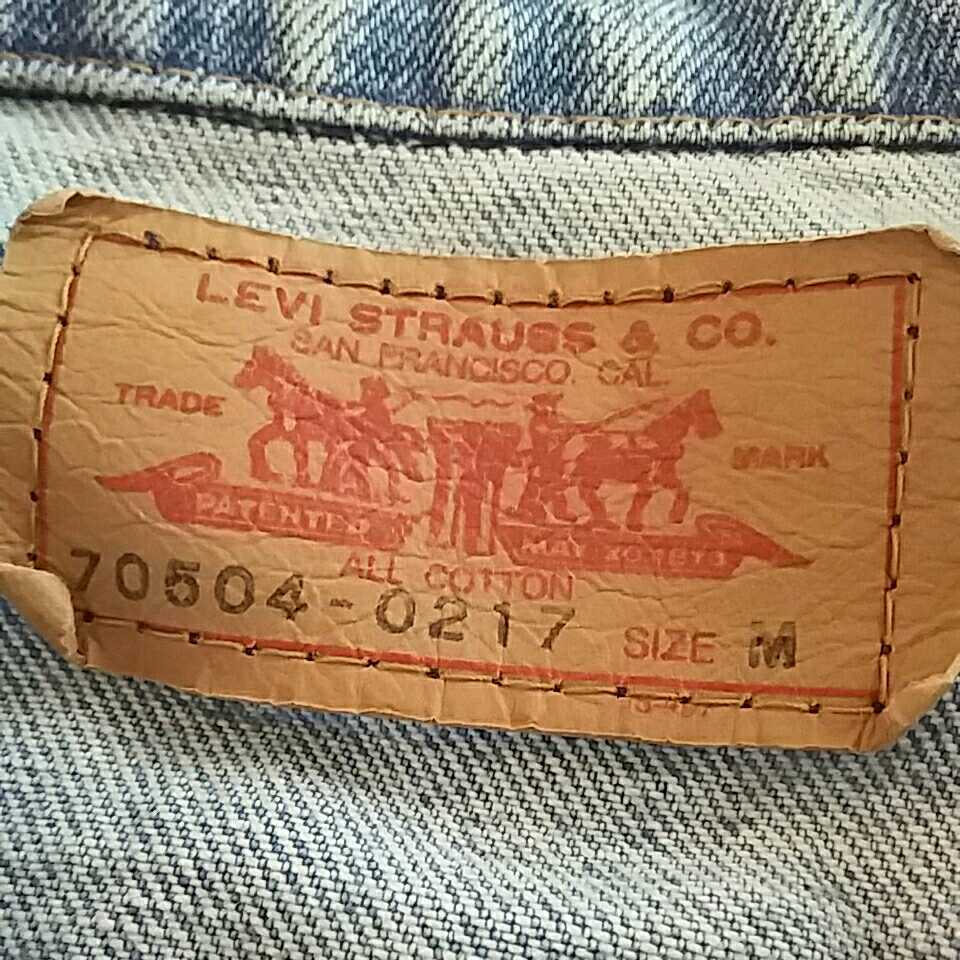 LEVI STRAUSS & CO.
SAN FRANCISCO, CAL.
TRADE MARK
PATENTED
MAY 20 1873
ALL COTTON
70504-0217 SIZE M